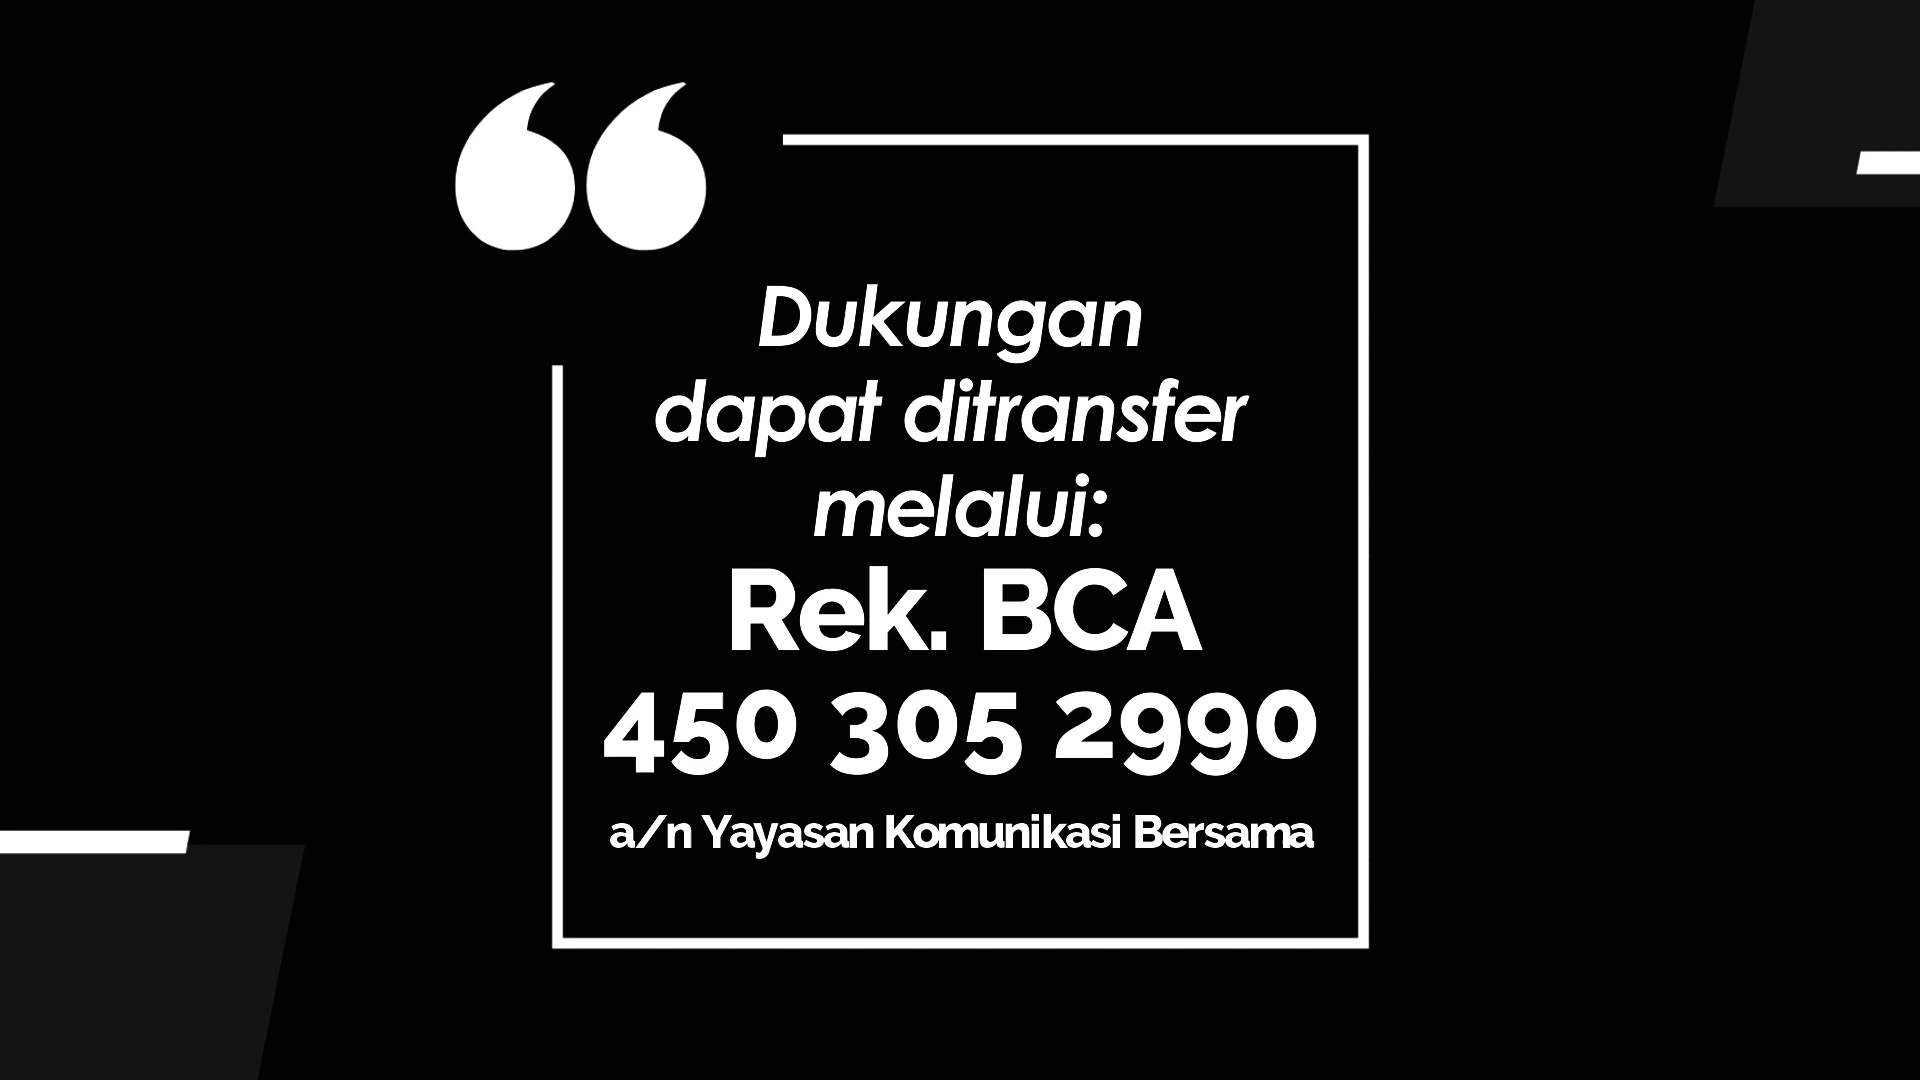 Dukungan
dapat ditransfer
melalui:
Rek. BCA
450 305 2990
a/n Yayasan Komunikasi Bersama